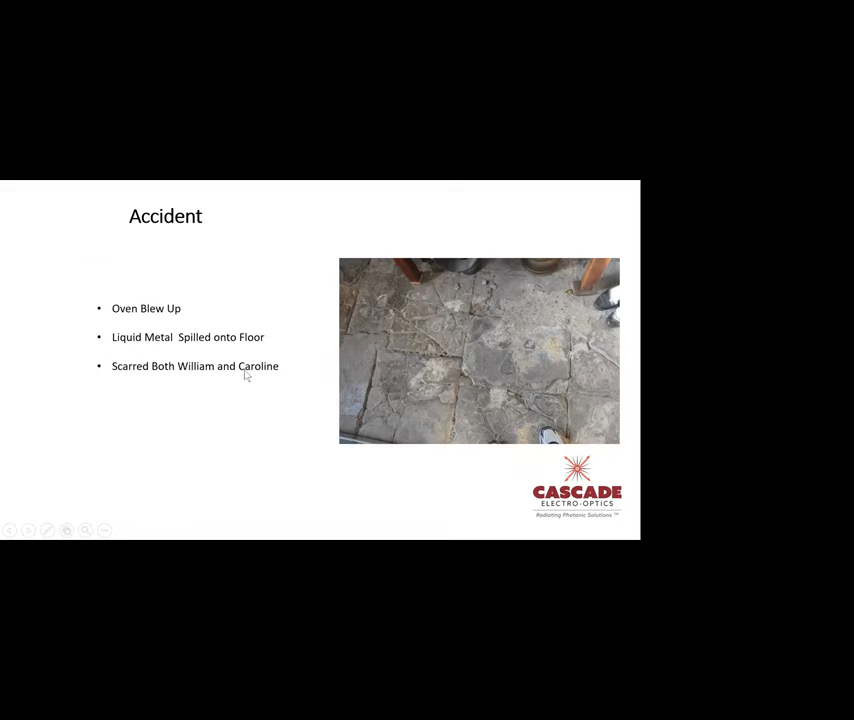 Accident
• Oven Blew Up
• Liquid Metal  Spilled onto Floor
• Scarred Both William and Caroline
CASCADE
ELECTRO-OPTICS
Radiating Photonic Solutions ™